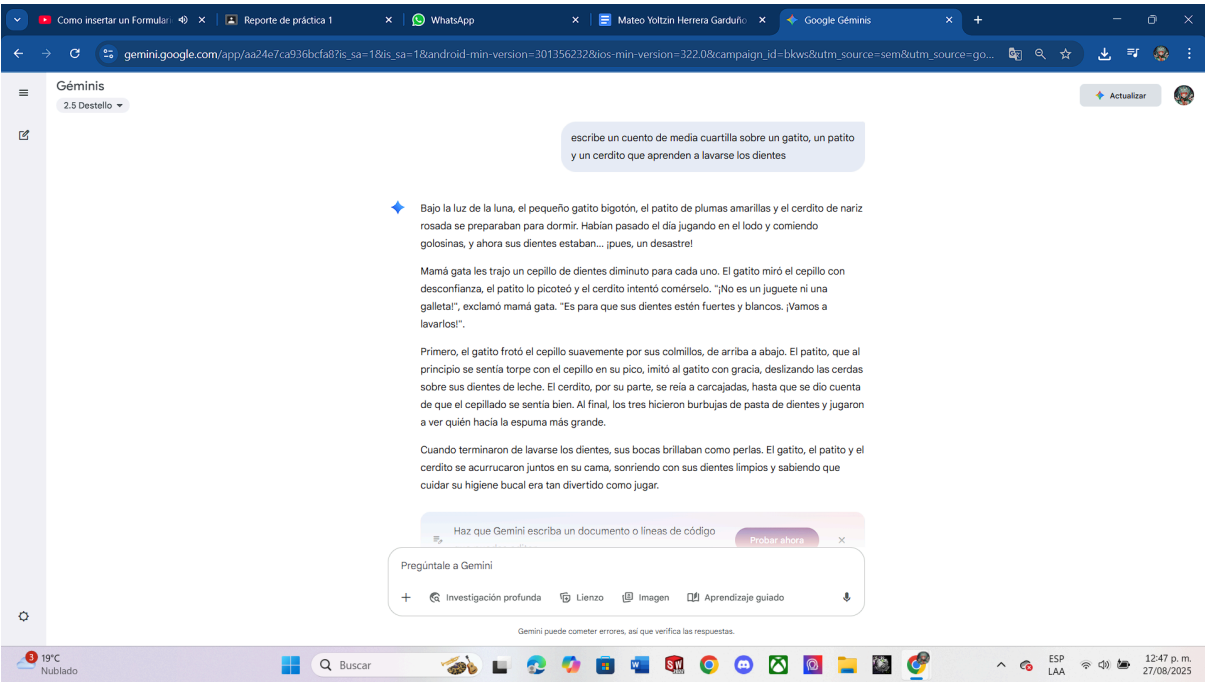 Como insertar un Formulari
Reporte de práctica 1
WhatsApp
Mateo Yoltzin Herrera Garduño
Google Géminis
gemini.google.com/app/aa24e7ca936bcfa8?is_sa=1&is_sa=1&android-min-version=301356232&ios-min-version=322.0&campaign_id=bkws&utm_source=sem&utm_source=go...
Géminis
2.5 Destello
Actualizar
escribe un cuento de media cuartilla sobre un gatito, un patito
y un cerdito que aprenden a lavarse los dientes
Bajo la luz de la luna, el pequeño gatito bigotón, el patito de plumas amarillas y el cerdito de nariz
rosada se preparaban para dormir. Habían pasado el día jugando en el lodo y comiendo
golosinas, y ahora sus dientes estaban... ¡pues, un desastre!
Mamá gata les trajo un cepillo de dientes diminuto para cada uno. El gatito miró el cepillo con
desconfianza, el patito lo picoteó y el cerdito intentó comérselo. "¡No es un juguete ni una
galleta!", exclamó mamá gata. "Es para que sus dientes estén fuertes y blancos. ¡Vamos a
lavarlos!".
Primero, el gatito frotó el cepillo suavemente por sus colmillos, de arriba a abajo. El patito, que al
principio se sentía torpe con el cepillo en su pico, imitó al gatito con gracia, deslizando las cerdas
sobre sus dientes de leche. El cerdito, por su parte, se reía a carcajadas, hasta que se dio cuenta
de que el cepillado se sentía bien. Al final, los tres hicieron burbujas de pasta de dientes y jugaron
a ver quién hacía la espuma más grande.
Cuando terminaron de lavarse los dientes, sus bocas brillaban como perlas. El gatito, el patito y el
cerdito se acurrucaron juntos en su cama, sonriendo con sus dientes limpios y sabiendo que
cuidar su higiene bucal era tan divertido como jugar.
Haz que Gemini escriba un documento o líneas de código
Probar ahora
Pregúntale a Gemini
Investigación profunda
Lienzo
Imagen
Aprendizaje guiado
Gemini puede cometer errores, así que verifica las respuestas.
3
19°C
Nublado
Buscar
ESP
LAA
12:47 p. m.
27/08/2025